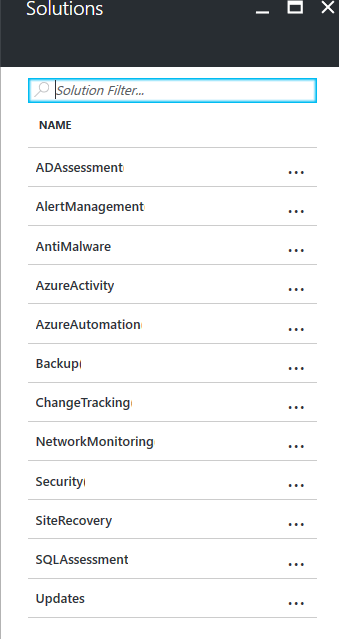 Solutions
Solution Filter...
NAME
ADAssessment(
...
AlertManagement(
...
AntiMalware
...
AzureActivity
...
AzureAutomation(
...
Backup(
...
ChangeTracking(
...
NetworkMonitoring(
...
Security(
...
SiteRecovery
...
SQLAssessment
...
Updates
...